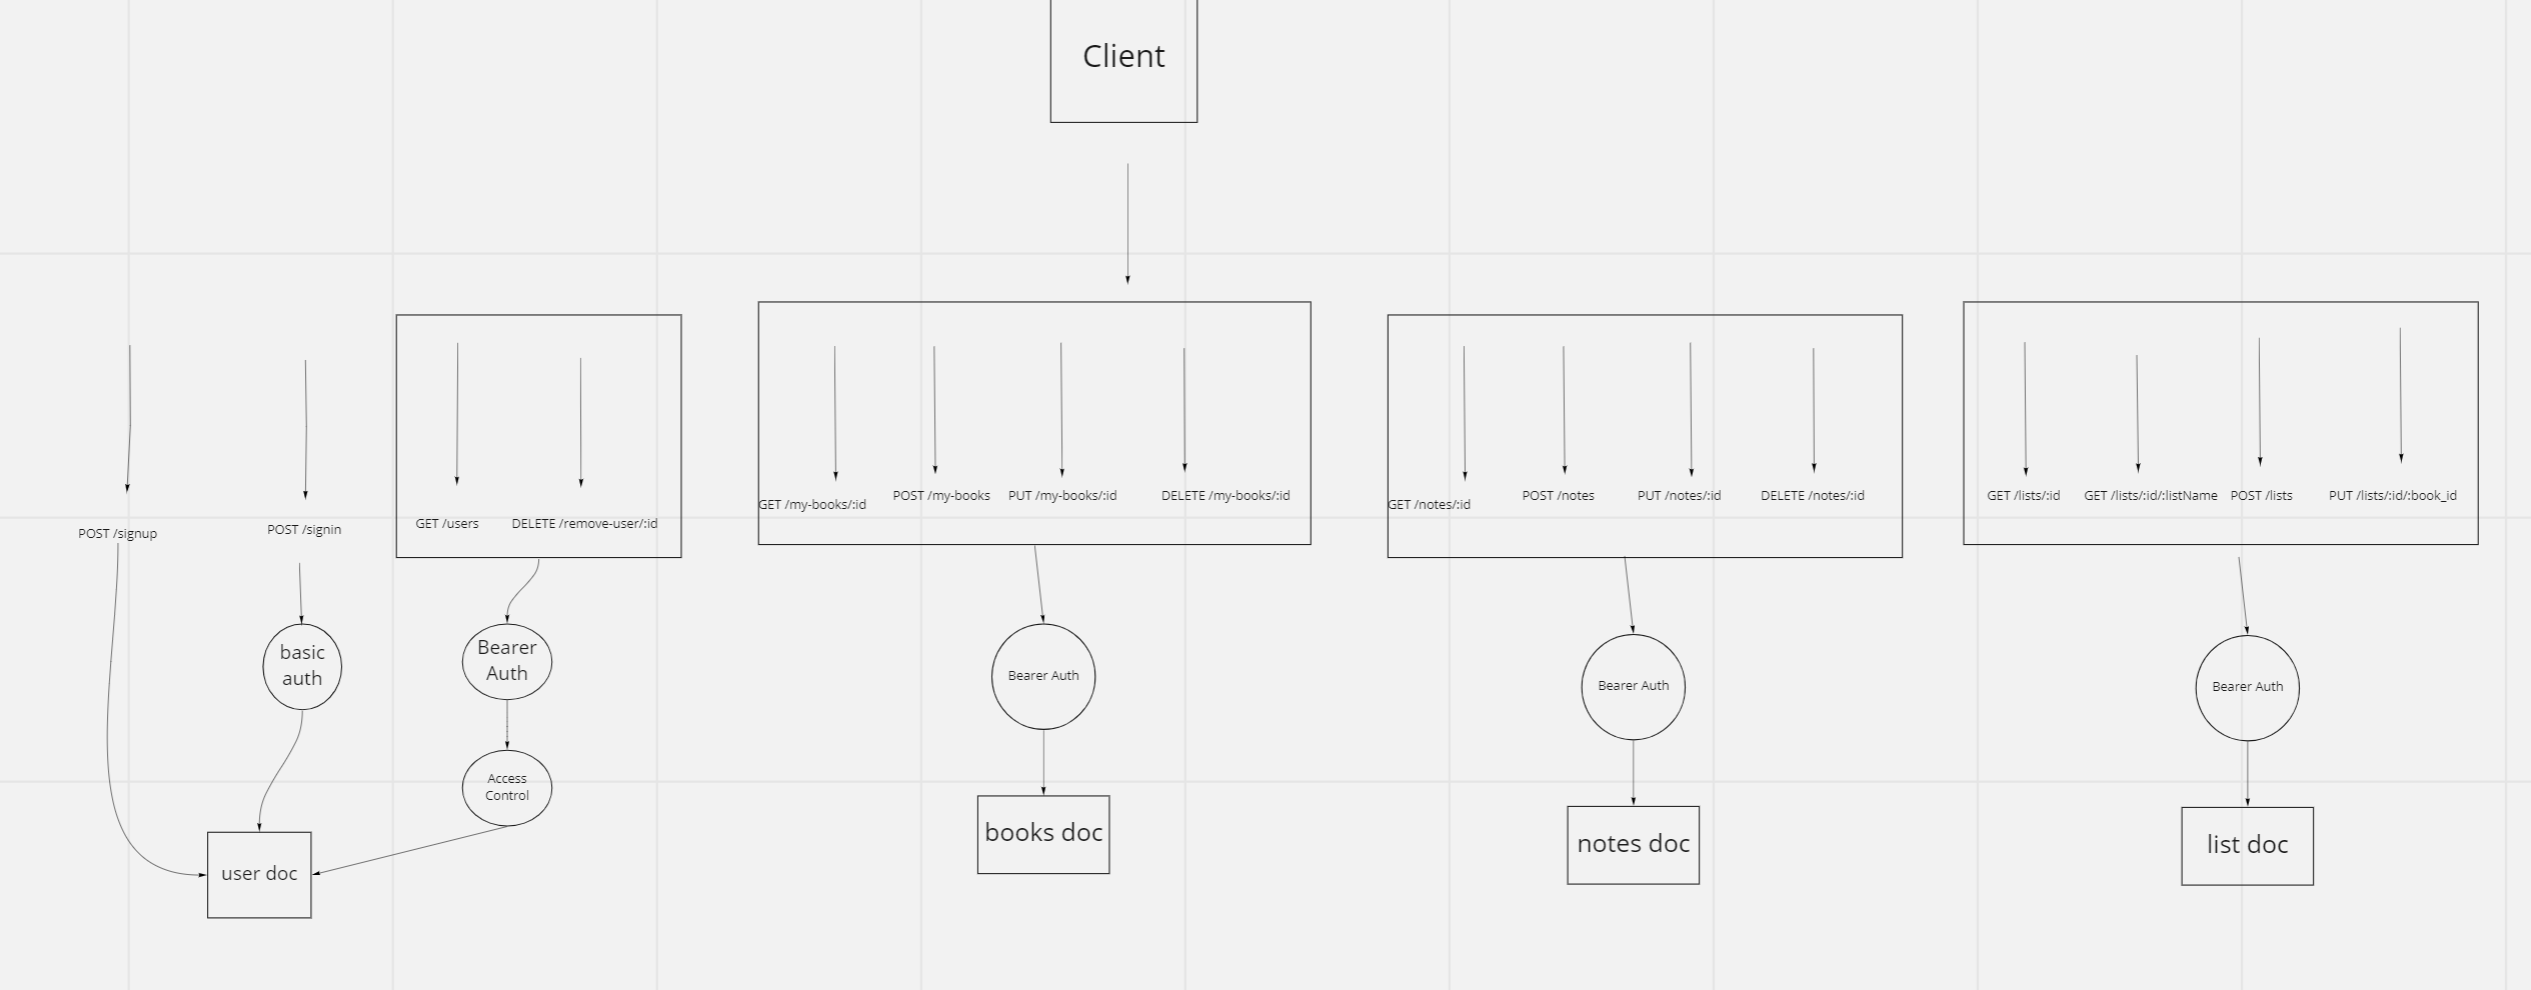 Client
POST /signup
POST /signin
GET /users
DELETE /remove-user/:id
GET /my-books/:id
POST /my-books
PUT /my-books/:id
DELETE /my-books/:id
GET /notes/:id
POST /notes
PUT /notes/:id
DELETE /notes/:id
GET /lists/:id
GET /lists/:id/:listName
POST /lists
PUT /lists/:id/:book_id
basic
auth
Bearer
Auth
Bearer Auth
Bearer Auth
Bearer Auth
Access
Control
user doc
books doc
notes doc
list doc